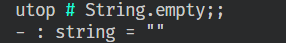 utop # String.empty;;
- : string = ""